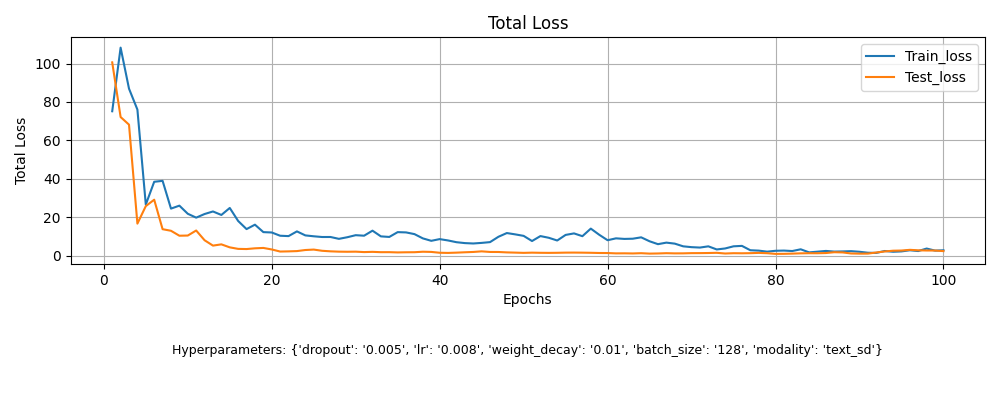 Total Loss
Total Loss
100
80
60
40
20
0
Train_loss
Test_loss
0 20 40 60 80 100
Epochs
Hyperparameters: {'dropout': '0.005', 'lr': '0.008', 'weight_decay': '0.01', 'batch_size': '128', 'modality': 'text_sd'}